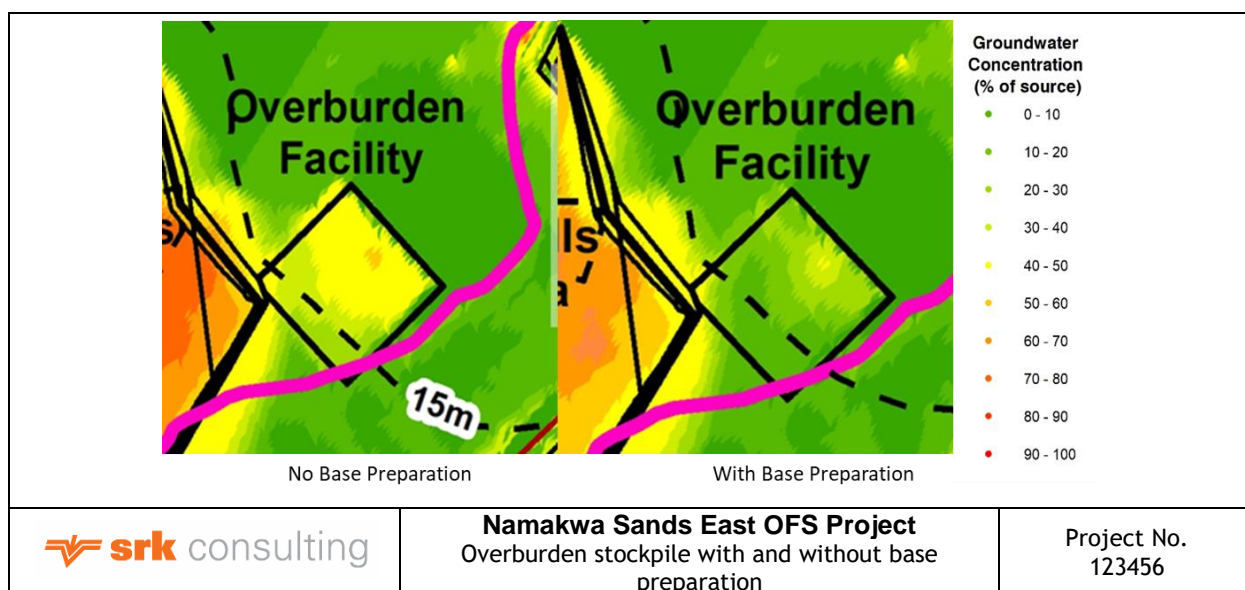 Overburden
Facility
s)
15m
No Base Preparation
Overburden
Facility
lls
a
With Base Preparation
Groundwater
Concentration
(% of source)
0 - 10
10 - 20
20 - 30
30 - 40
40 - 50
50 - 60
60 - 70
70 - 80
80 - 90
90 - 100
srk consulting
Namakwa Sands East OFS Project
Overburden stockpile with and without base
preparation
Project No.
123456